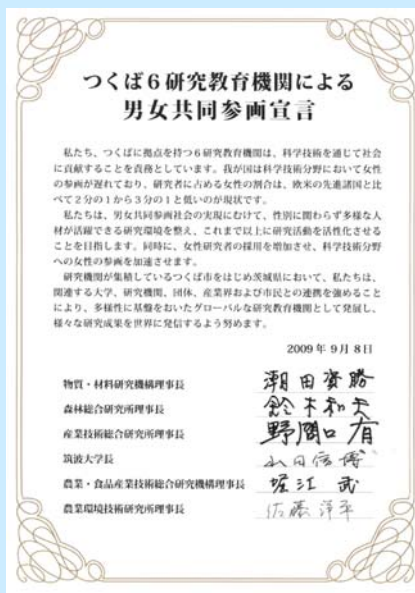 つくば6研究教育機関による
男女共同参画宣言
私たち、つくばに拠点を持つ6研究教育機関は、科学技術を通じて社会
に貢献することを責務としています。我が国は科学技術分野において女性
の参画が遅れており、研究者に占める女性の割合は、欧米の先進諸国と比
べて2分の1から3分の1と低いのが現状です。
私たちは、男女共同参画社会の実現にむけて、性別に関わらず多様な人
材が活躍できる研究環境を整え、これまで以上に研究活動を活性化させる
ことを目指します。同時に、女性研究者の採用を増加させ、科学技術分野
への女性の参画を加速させます。
研究機関が集積しているつくば市をはじめ茨城県において、私たちは、
関連する大学、研究機関、団体、産業界および市民との連携を強めること
により、多様性に基盤をおいたグローバルな研究教育機関として発展し、
様々な研究成果を世界に発信するよう努めます。
2009年 9月 8日
物質・材料研究機構理事長 潮田資勝
森林総合研究所理事長 鈴木和夫
産業技術総合研究所理事長 野間口有
筑波大学長 山田信博
農業・食品産業技術総合研究機構理事長 堀江武
農業環境技術研究所理事長 佐藤洋平